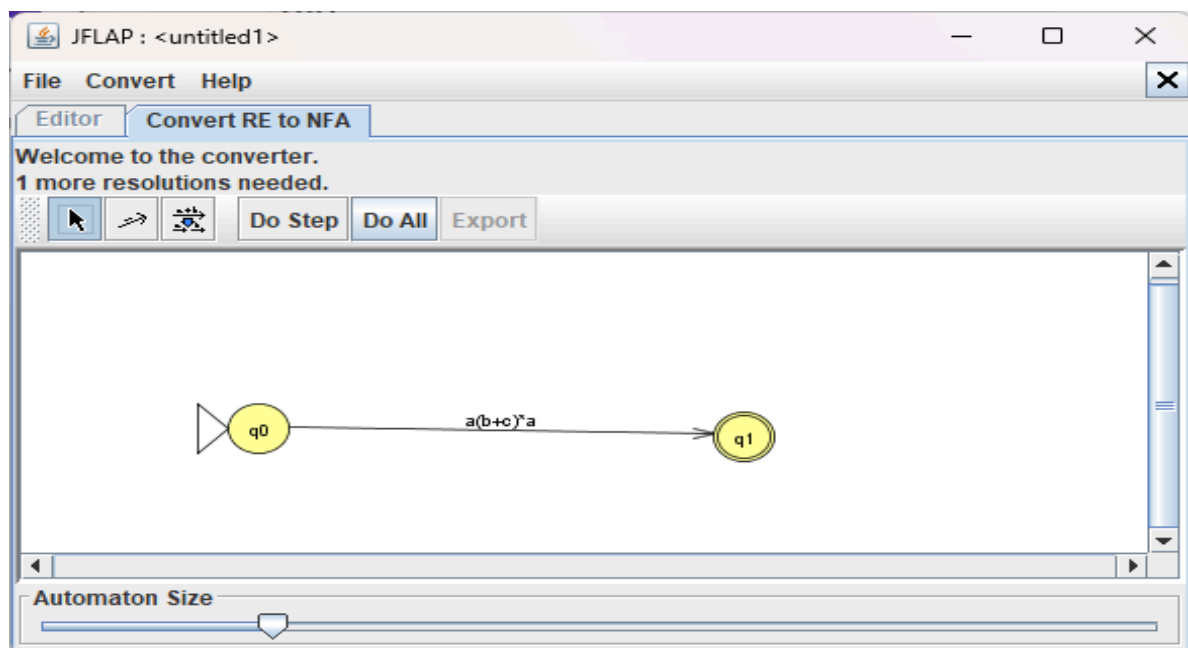 JFLAP : <untitled1>
File Convert Help
Editor Convert RE to NFA
Welcome to the converter.
1 more resolutions needed.
Do Step Do All Export
a(b+c)*a
q0
q1
Automaton Size